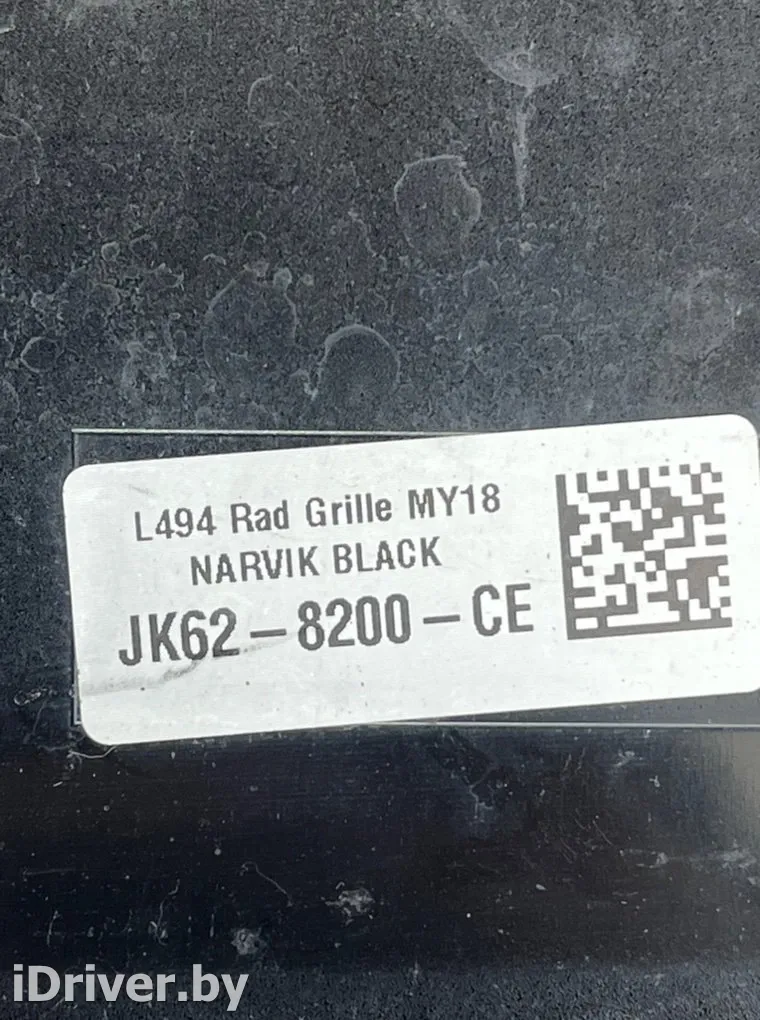 L494 Rad Grille MY18
NARVIK BLACK
JK62-8200-CE
iDriver.by